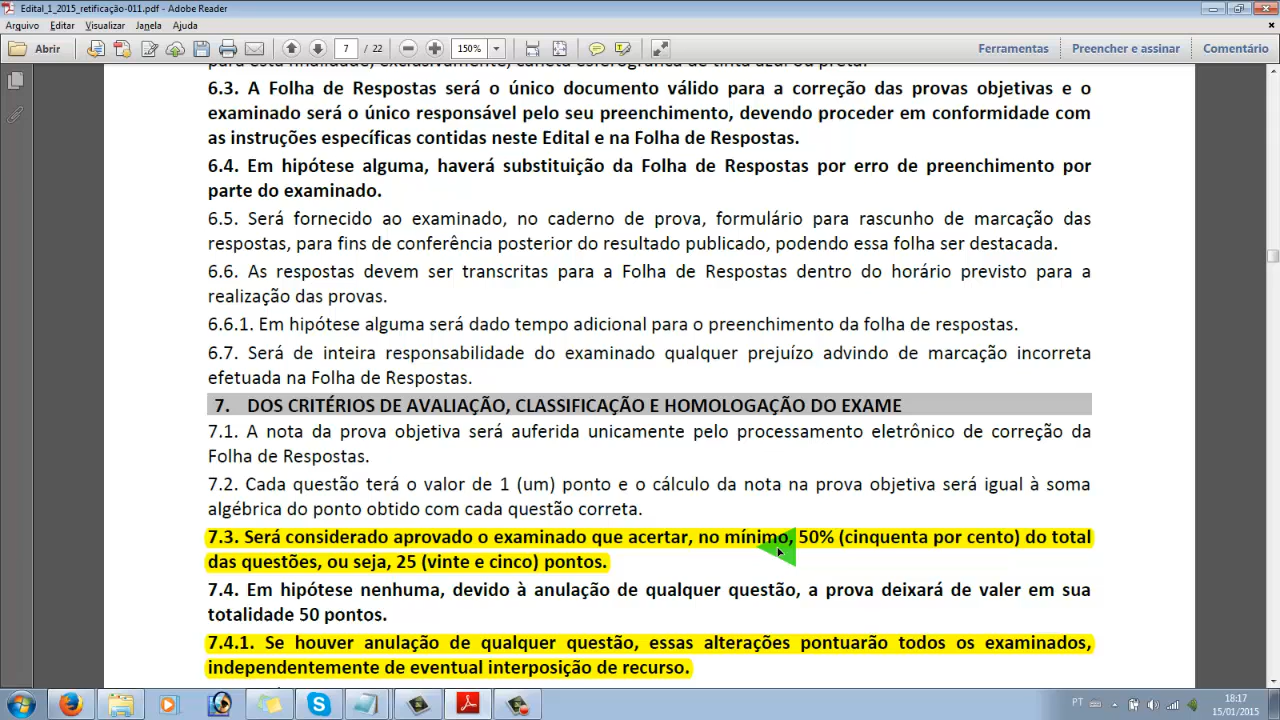 Edital_1_2015_retificação-011.pdf - Adobe Reader
Arquivo Editar Visualizar Janela Ajuda
Abrir 7 / 22 150% Ferramentas Preencher e assinar Comentário
6.3. A Folha de Respostas será o único documento válido para a correção das provas objetivas e o
examinado será o único responsável pelo seu preenchimento, devendo proceder em conformidade com
as instruções específicas contidas neste Edital e na Folha de Respostas.
6.4. Em hipótese alguma, haverá substituição da Folha de Respostas por erro de preenchimento por
parte do examinado.
6.5. Será fornecido ao examinado, no caderno de prova, formulário para rascunho de marcação das
respostas, para fins de conferência posterior do resultado publicado, podendo essa folha ser destacada.
6.6. As respostas devem ser transcritas para a Folha de Respostas dentro do horário previsto para a
realização das provas.
6.6.1. Em hipótese alguma será dado tempo adicional para o preenchimento da folha de respostas.
6.7. Será de inteira responsabilidade do examinado qualquer prejuízo advindo de marcação incorreta
efetuada na Folha de Respostas.
7. DOS CRITÉRIOS DE AVALIAÇÃO, CLASSIFICAÇÃO E HOMOLOGAÇÃO DO EXAME
7.1. A nota da prova objetiva será auferida unicamente pelo processamento eletrônico de correção da
Folha de Respostas.
7.2. Cada questão terá o valor de 1 (um) ponto e o cálculo da nota na prova objetiva será igual à soma
algébrica do ponto obtido com cada questão correta.
7.3. Será considerado aprovado o examinado que acertar, no mínimo, 50% (cinquenta por cento) do total
das questões, ou seja, 25 (vinte e cinco) pontos.
7.4. Em hipótese nenhuma, devido à anulação de qualquer questão, a prova deixará de valer em sua
totalidade 50 pontos.
7.4.1. Se houver anulação de qualquer questão, essas alterações pontuarão todos os examinados,
independentemente de eventual interposição de recurso.
PT 18:17
15/01/2015